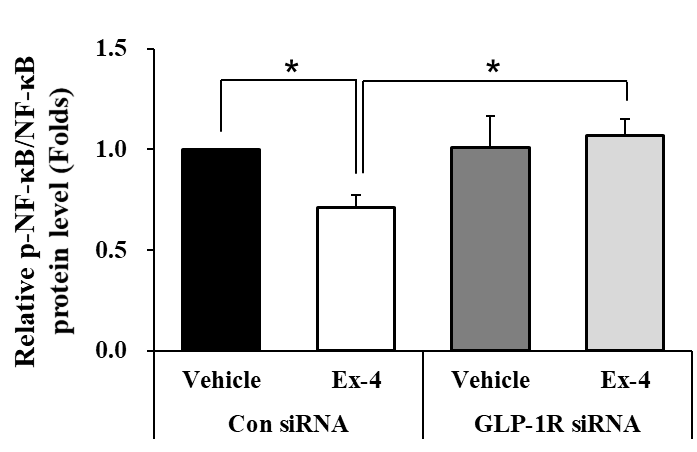 Relative p-NF-κB/NF-κB
protein level (Folds)
1.5
1.0
0.5
0.0
*
*
Vehicle
Ex-4
Vehicle
Ex-4
Con siRNA
GLP-1R siRNA